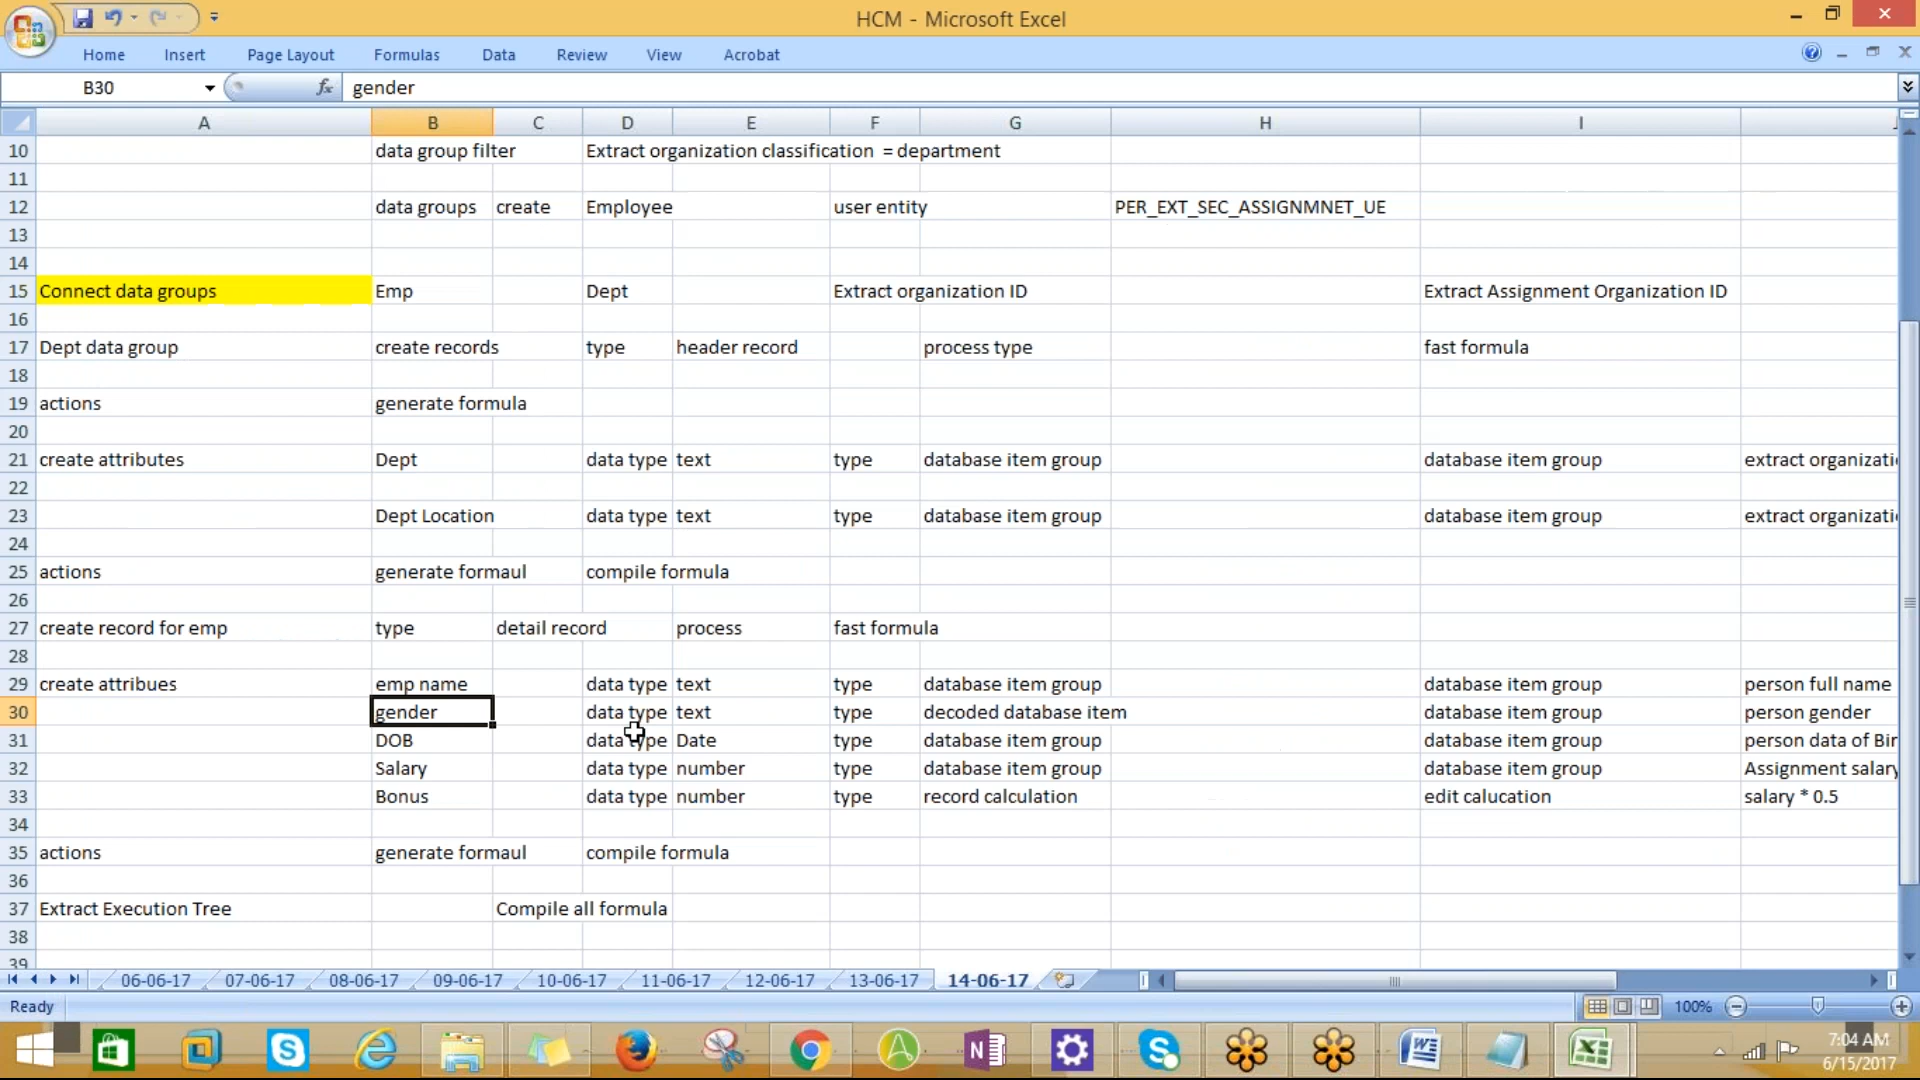 HCM - Microsoft Excel
Home Insert Page Layout Formulas Data Review View Acrobat
B30 fx gender
A B C D E F G H I
10 data group filter Extract organization classification = department
11
12 data groups create Employee user entity PER_EXT_SEC_ASSIGNMNET_UE
13
14
15 Connect data groups Emp Dept Extract organization ID Extract Assignment Organization ID
16
17 Dept data group create records type header record process type fast formula
18
19 actions generate formula
20
21 create attributes Dept data type text type database item group database item group extract organizati
22
23 Dept Location data type text type database item group database item group extract organizati
24
25 actions generate formaul compile formula
26
27 create record for emp type detail record process fast formula
28
29 create attribues emp name data type text type database item group database item group person full name
30 gender data type text type decoded database item database item group person gender
31 DOB data type Date type database item group database item group person data of Bir
32 Salary data type number type database item group database item group Assignment salary
33 Bonus data type number type record calculation edit calucation salary * 0.5
34
35 actions generate formaul compile formula
36
37 Extract Execution Tree Compile all formula
38
39
06-06-17 07-06-17 08-06-17 09-06-17 10-06-17 11-06-17 12-06-17 13-06-17 14-06-17
Ready 100%
7:04 AM
6/15/2017